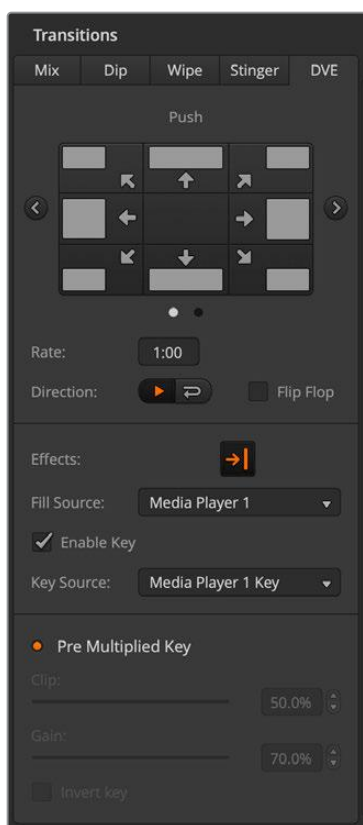 Transitions
Mix Dip Wipe Stinger DVE
Push
Rate: 1:00
Direction: Flip Flop
Effects:
Fill Source: Media Player 1
Enable Key
Key Source: Media Player 1 Key
Pre Multiplied Key
Clip:
50.0%
Gain:
70.0%
Invert key